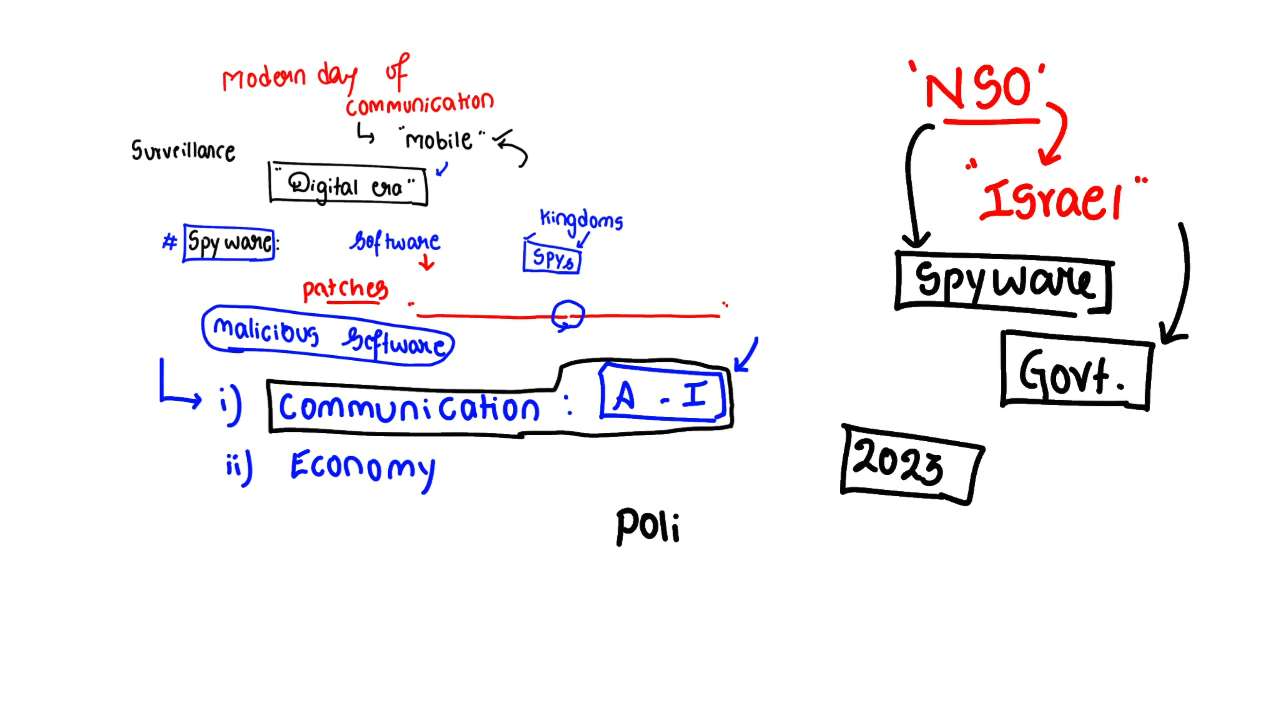 Modern day of
communication
"Mobile"
Surveillance
"Digital era"
# Spyware:
software
Kingdoms
Spys
patches
" "
malicious software
i) Communication : A - I
ii) Economy
Poli
'NSO'
"Israel"
Spyware
Govt.
2023